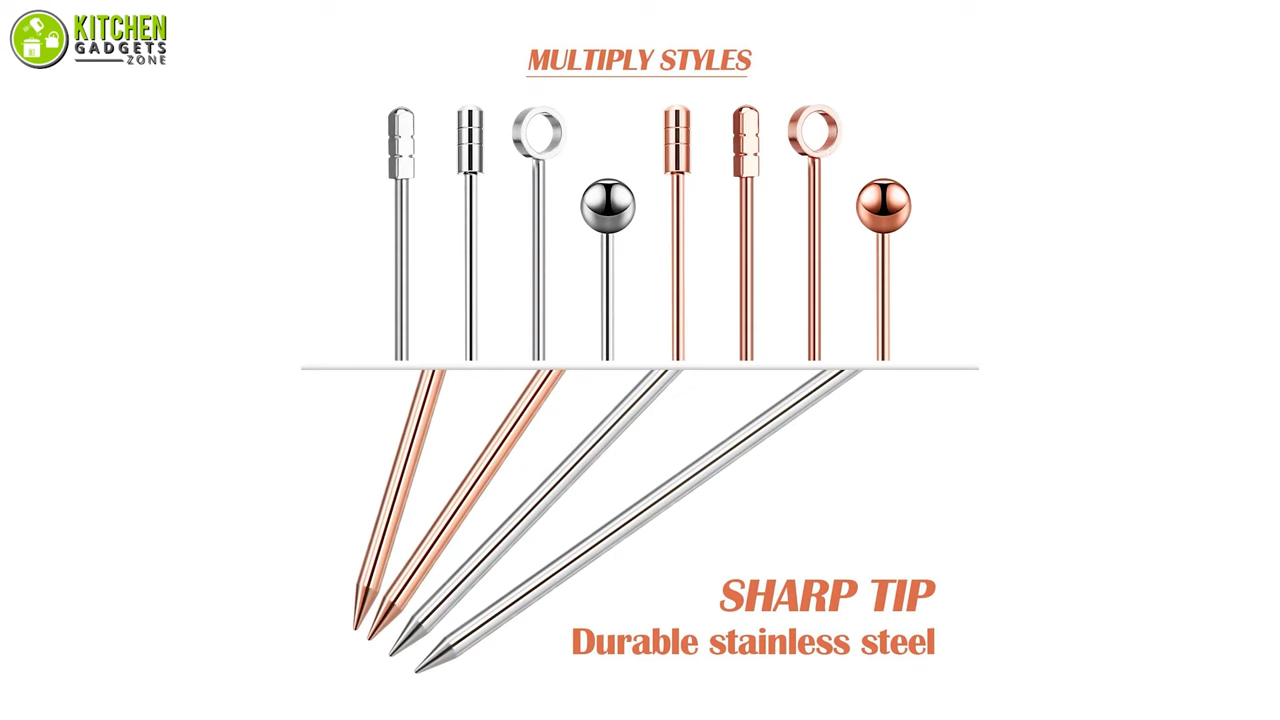 KITCHEN
GADGETS
ZONE
MULTIPLY STYLES
SHARP TIP
Durable stainless steel